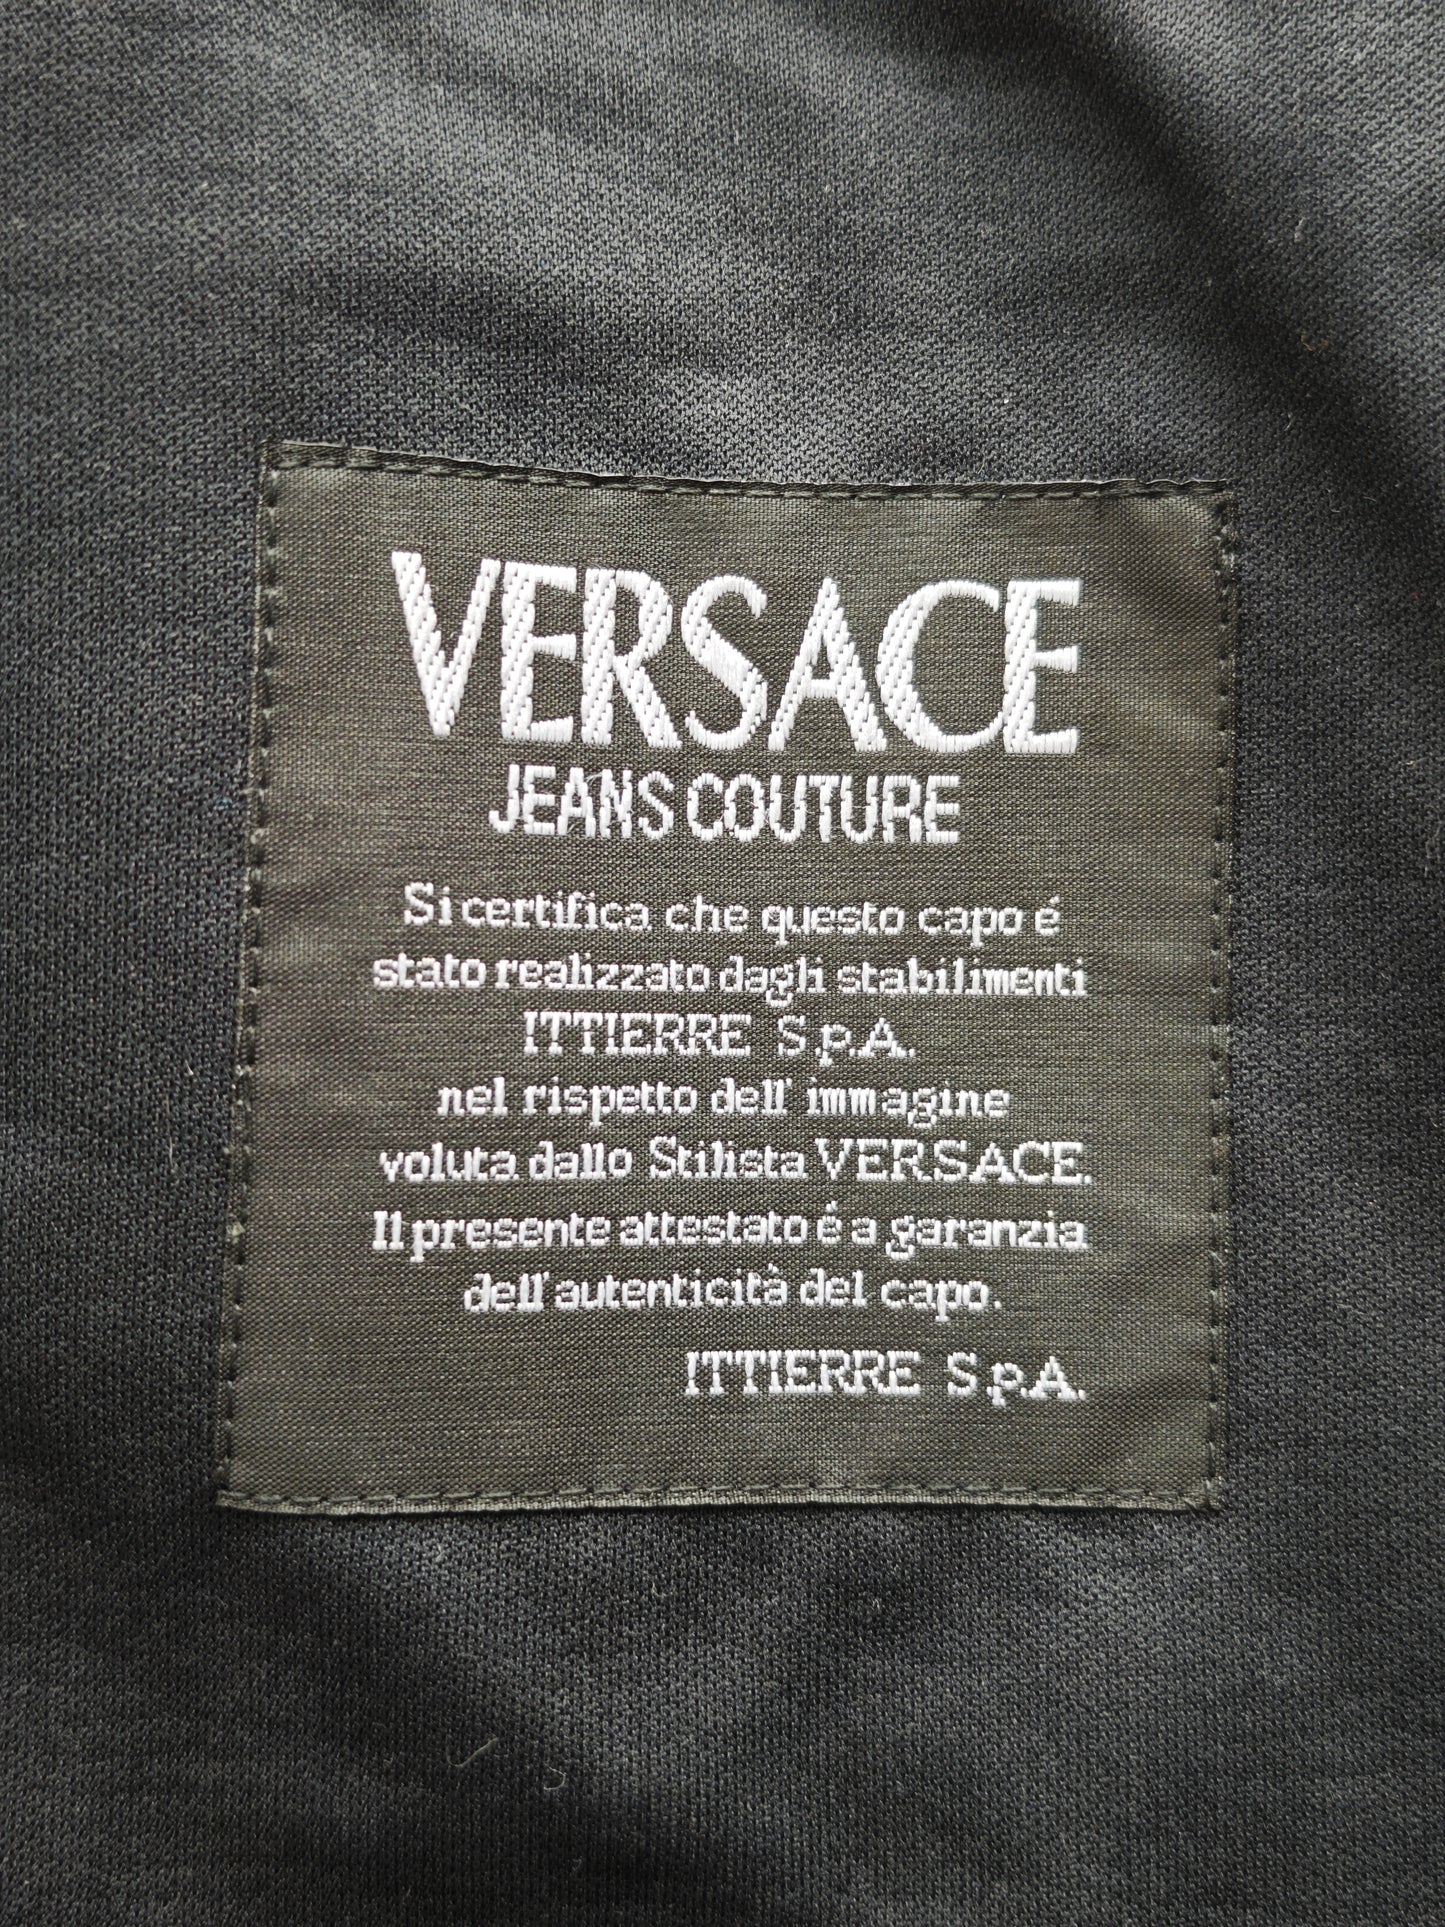 VERSACE
JEANS COUTURE
Si certifica che questo capo é
stato realizzato dagli stabilimenti
ITTIERRE S.p.A.
nel rispetto dell' immagine
voluta dallo Stilista VERSACE.
Il presente attestato é a garanzia
dell'autenticità del capo.
ITTIERRE S.p.A.